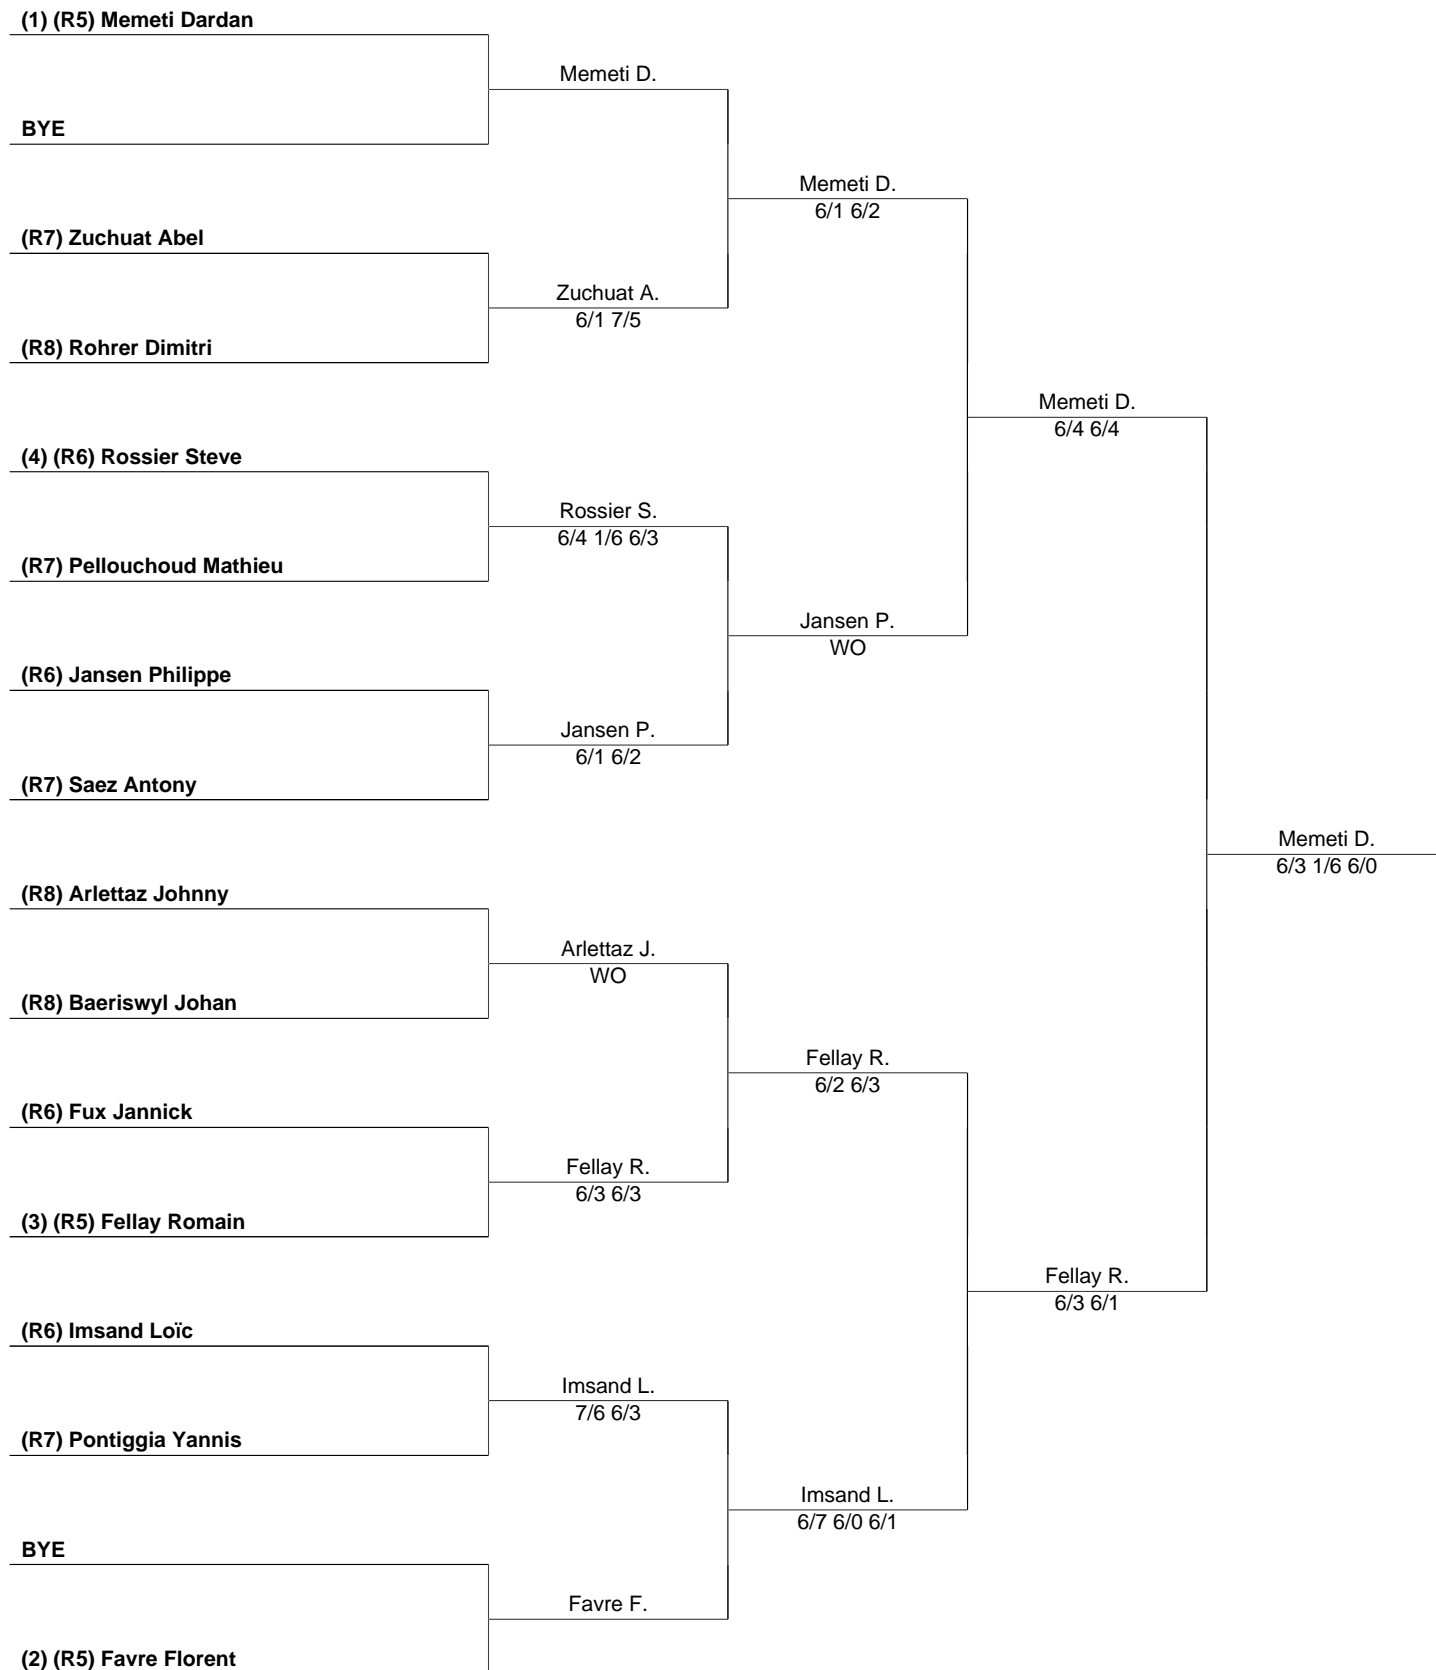 (1) (R5) Memeti Dardan
Memeti D.
BYE
Memeti D.
6/1 6/2
(R7) Zuchuat Abel
Zuchuat A.
6/1 7/5
(R8) Rohrer Dimitri
Memeti D.
6/4 6/4
(4) (R6) Rossier Steve
Rossier S.
6/4 1/6 6/3
(R7) Pellouchoud Mathieu
Jansen P.
WO
(R6) Jansen Philippe
Jansen P.
6/1 6/2
(R7) Saez Antony
Memeti D.
6/3 1/6 6/0
(R8) Arlettaz Johnny
Arlettaz J.
WO
(R8) Baeriswyl Johan
Fellay R.
6/2 6/3
(R6) Fux Jannick
Fellay R.
6/3 6/3
(3) (R5) Fellay Romain
Fellay R.
6/3 6/1
(R6) Imsand Loïc
Imsand L.
7/6 6/3
(R7) Pontiggia Yannis
Imsand L.
6/7 6/0 6/1
BYE
Favre F.
(2) (R5) Favre Florent